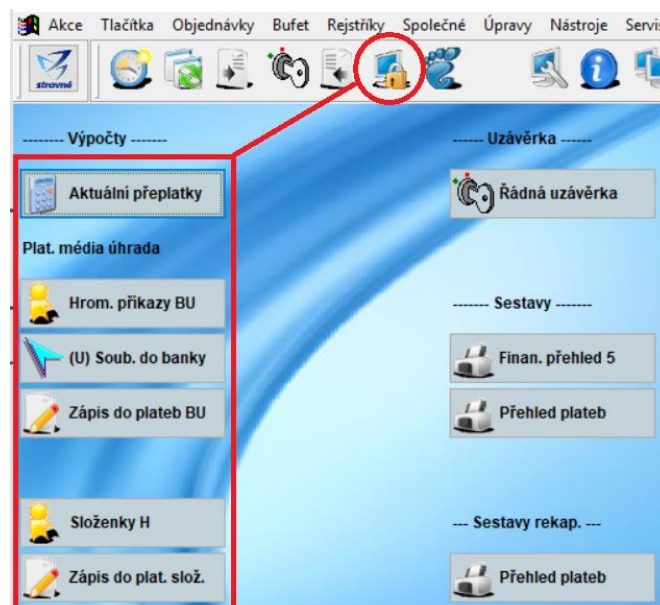 Akce Tlačítka Objednávky Bufet Rejstříky Společné Úpravy Nástroje Servis
stravné
------- Výpočty -------
Aktuální přeplatky
Plat. média úhrada
Hrom. příkazy BU
(U) Soub. do banky
Zápis do plateb BU
Složenky H
Zápis do plat. slož.
------ Uzávěrka ------
Řádná uzávěrka
------- Sestavy -------
Finan. přehled 5
Přehled plateb
--- Sestavy rekap. ---
Přehled plateb